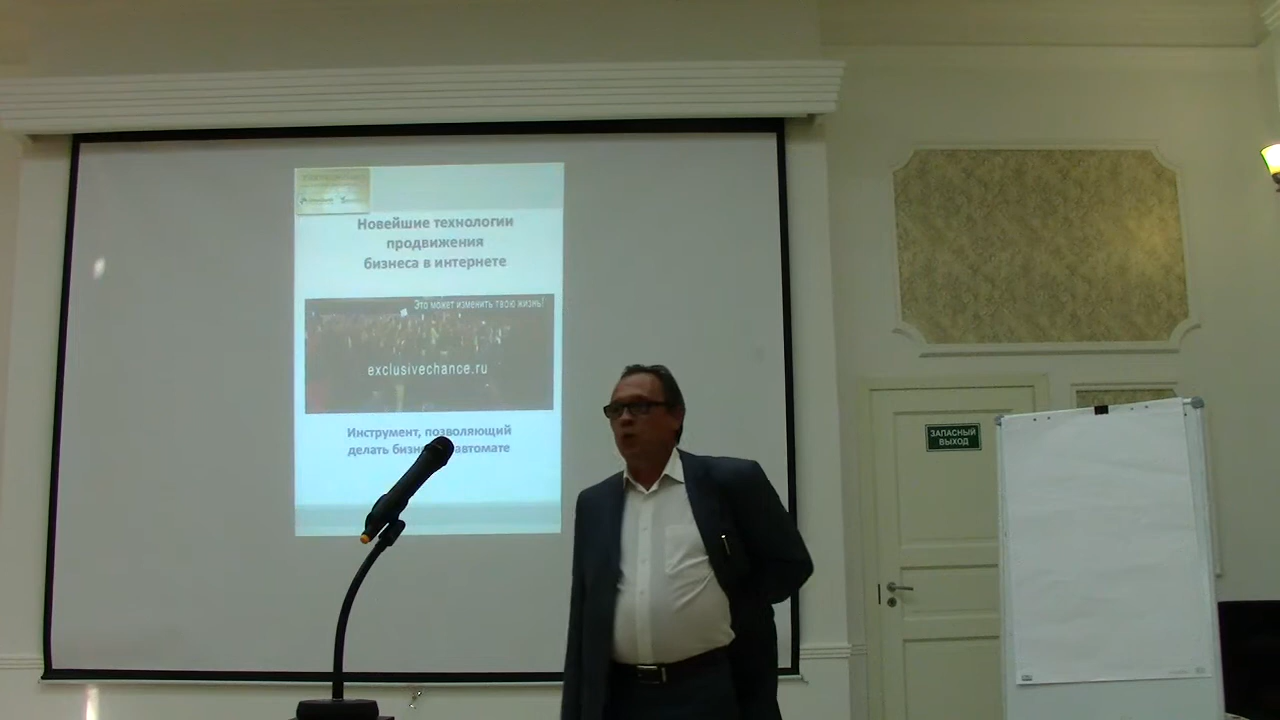 Новейшие технологии
продвижения
бизнеса в интернете
Это может изменить твою жизнь!
exclusivechance.ru
Инструмент, позволяющий
делать автомате
ЗАПАСНЫЙ
ВЫХОД